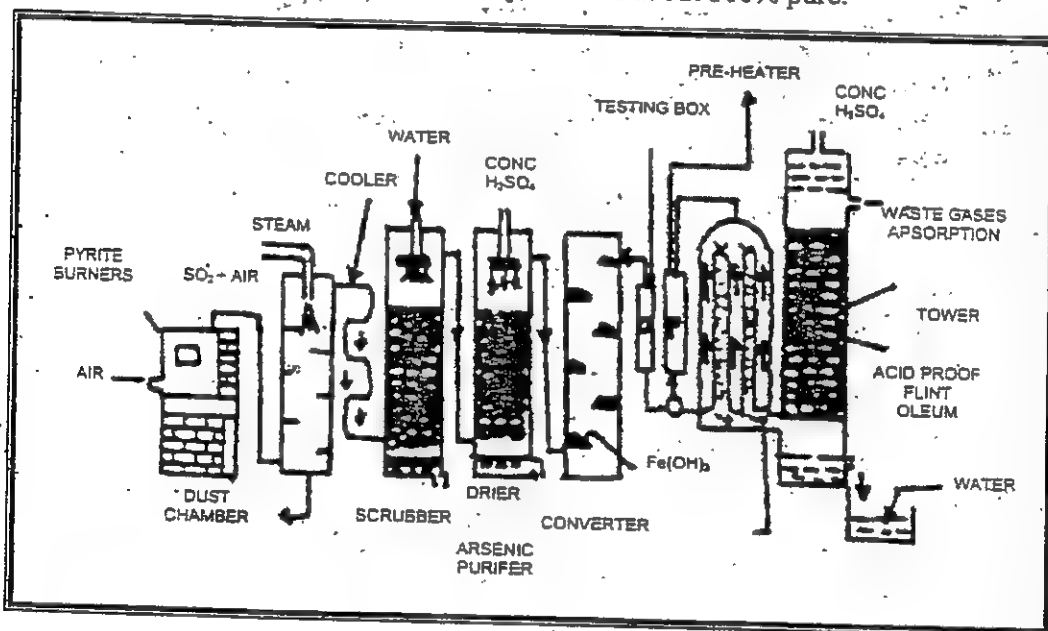 pure.
PRE-HEATER
CONC
H₂SO₄
TESTING BOX
WATER
CONC
H₂SO₄
COOLER
STEAM
WASTE GASES
APSORPTION
PYRITE
BURNERS
SO₂ + AIR
TOWER
AIR
ACID PROOF
FLINT
OLEUM
Fe(OH)₃
WATER
DUST
CHAMBER
DRIER
SCRUBBER
CONVERTER
ARSENIC
PURIFER